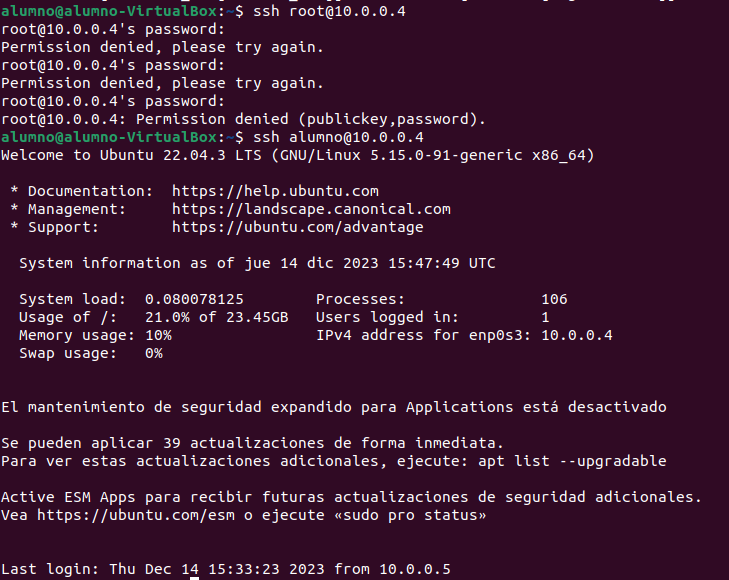 alumno@alumno-VirtualBox:~$ ssh root@10.0.0.4
root@10.0.0.4's password:
Permission denied, please try again.
root@10.0.0.4's password:
Permission denied, please try again.
root@10.0.0.4's password:
root@10.0.0.4: Permission denied (publickey,password).
alumno@alumno-VirtualBox:~$ ssh alumno@10.0.0.4
Welcome to Ubuntu 22.04.3 LTS (GNU/Linux 5.15.0-91-generic x86_64)
* Documentation:  https://help.ubuntu.com
* Management:     https://landscape.canonical.com
* Support:        https://ubuntu.com/advantage
System information as of jue 14 dic 2023 15:47:49 UTC
System load:  0.080078125        Processes:               106
Usage of /:   21.0% of 23.45GB   Users logged in:         1
Memory usage: 10%                IPv4 address for enp0s3: 10.0.0.4
Swap usage:   0%
El mantenimiento de seguridad expandido para Applications está desactivado
Se pueden aplicar 39 actualizaciones de forma inmediata.
Para ver estas actualizaciones adicionales, ejecute: apt list --upgradable
Active ESM Apps para recibir futuras actualizaciones de seguridad adicionales.
Vea https://ubuntu.com/esm o ejecute «sudo pro status»
Last login: Thu Dec 14 15:33:23 2023 from 10.0.0.5